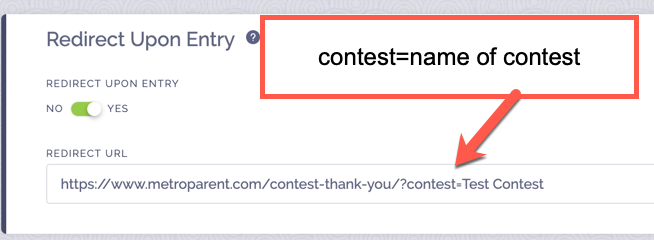 Redirect Upon Entry ?
contest=name of contest
REDIRECT UPON ENTRY
NO YES
REDIRECT URL
https://www.metroparent.com/contest-thank-you/?contest=Test Contest